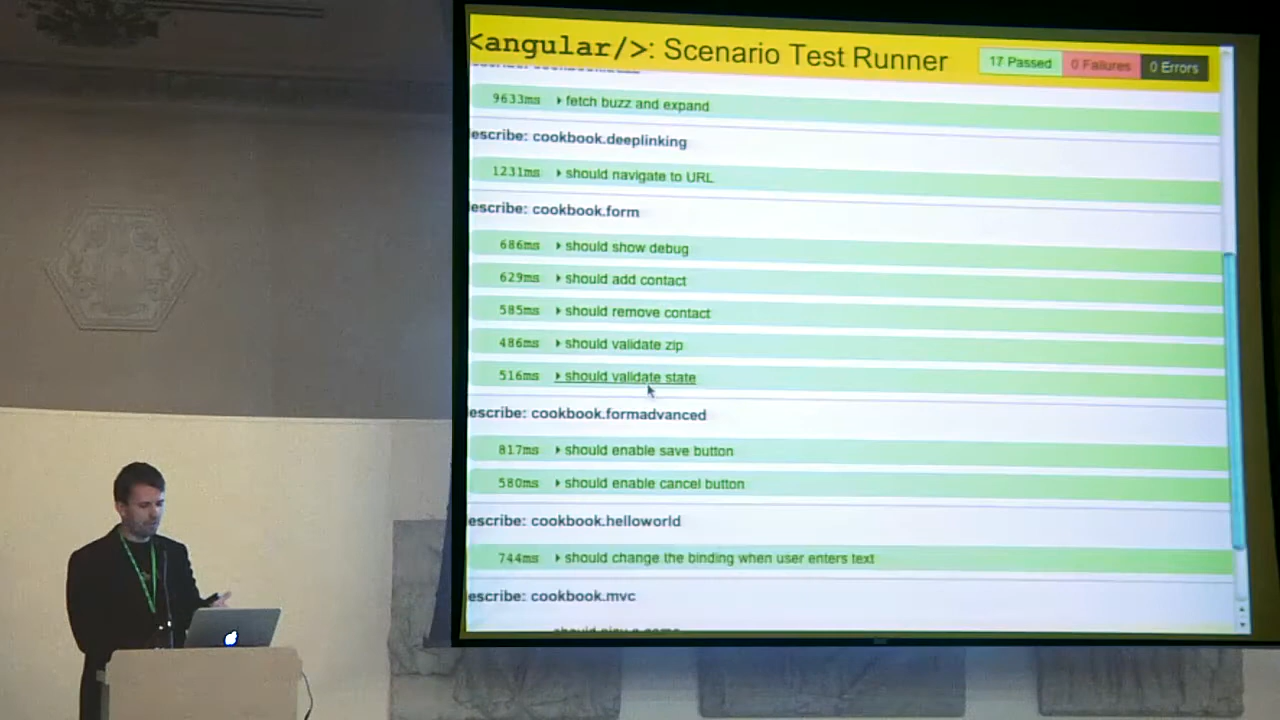 <angular/>: Scenario Test Runner
17 Passed 0 Failures 0 Errors
9633ms fetch buzz and expand
escribe: cookbook.deeplinking
1231ms should navigate to URL
escribe: cookbook.form
686ms should show debug
629ms should add contact
585ms should remove contact
486ms should validate zip
516ms should validate state
escribe: cookbook.formadvanced
817ms should enable save button
580ms should enable cancel button
escribe: cookbook.helloworld
744ms should change the binding when user enters text
escribe: cookbook.mvc
should play a game